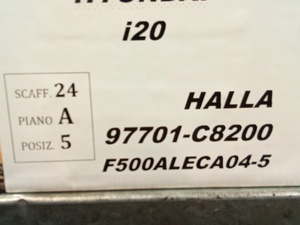 i20
SCAFF. 24
PIANO A
POSIZ. 5
HALLA
97701-C8200
F500ALECA04-5